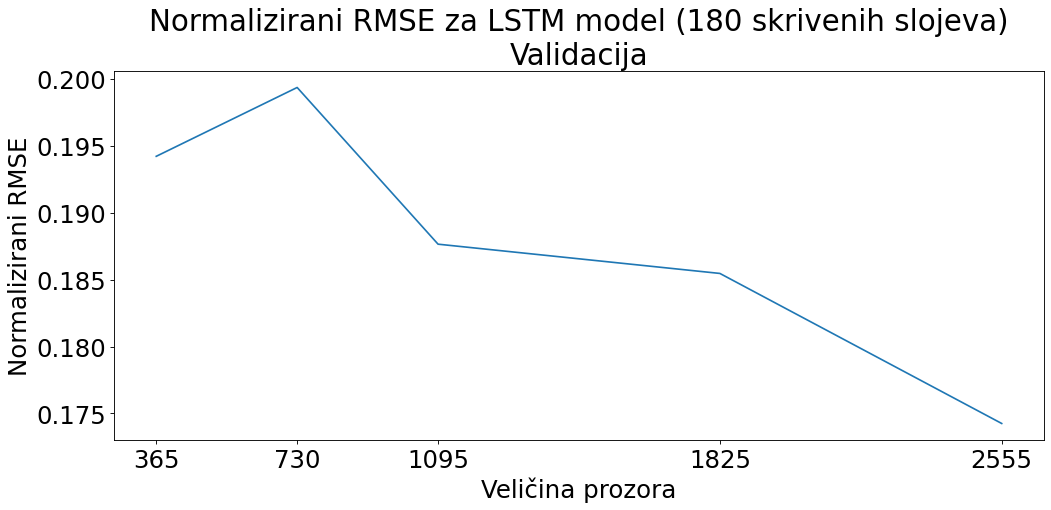 Normalizirani RMSE za LSTM model (180 skrivenih slojeva)
Validacija
Normalizirani RMSE
0.200
0.195
0.190
0.185
0.180
0.175
365 730 1095 1825 2555
Veličina prozora